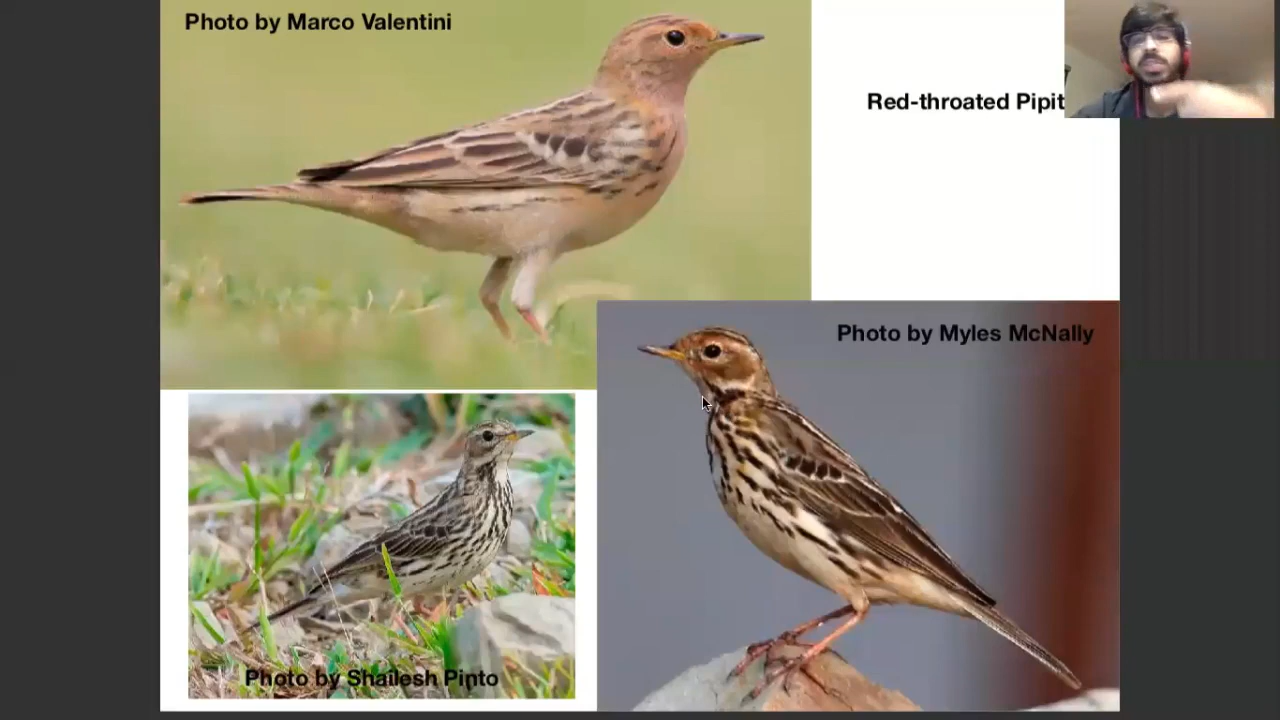 Photo by Marco Valentini
Red-throated Pipit
Photo by Myles McNally
Photo by Shailesh Pinto